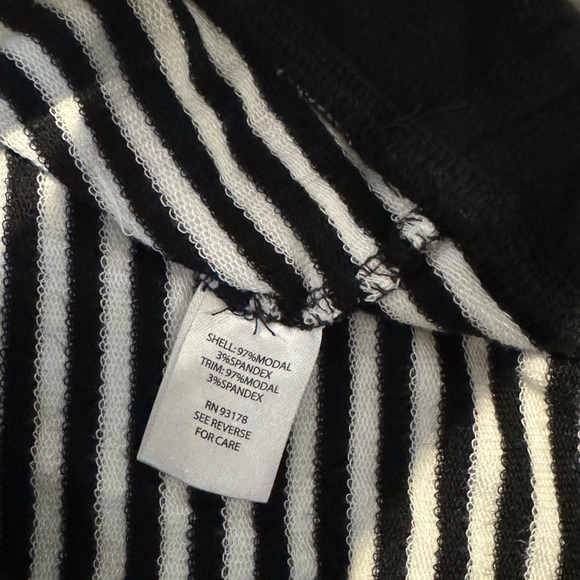 SHELL: 97%MODAL
3%SPANDEX
TRIM: 97%MODAL
3%SPANDEX
RN 93178
SEE REVERSE
FOR CARE